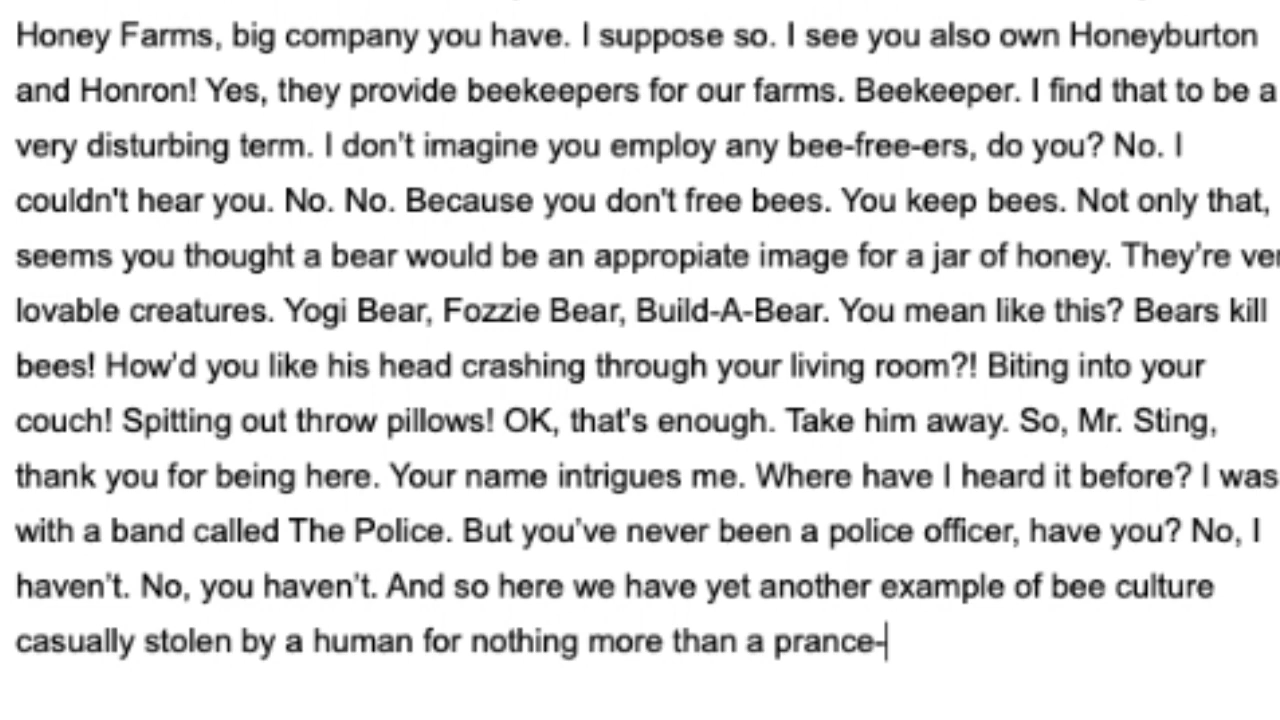 Honey Farms, big company you have. I suppose so. I see you also own Honeyburton
and Honron! Yes, they provide beekeepers for our farms. Beekeeper. I find that to be a
very disturbing term. I don't imagine you employ any bee-free-ers, do you? No. I
couldn't hear you. No. No. Because you don't free bees. You keep bees. Not only that,
seems you thought a bear would be an appropiate image for a jar of honey. They're ver
lovable creatures. Yogi Bear, Fozzie Bear, Build-A-Bear. You mean like this? Bears kill
bees! How'd you like his head crashing through your living room?! Biting into your
couch! Spitting out throw pillows! OK, that's enough. Take him away. So, Mr. Sting,
thank you for being here. Your name intrigues me. Where have I heard it before? I was
with a band called The Police. But you've never been a police officer, have you? No, I
haven't. No, you haven't. And so here we have yet another example of bee culture
casually stolen by a human for nothing more than a prance-